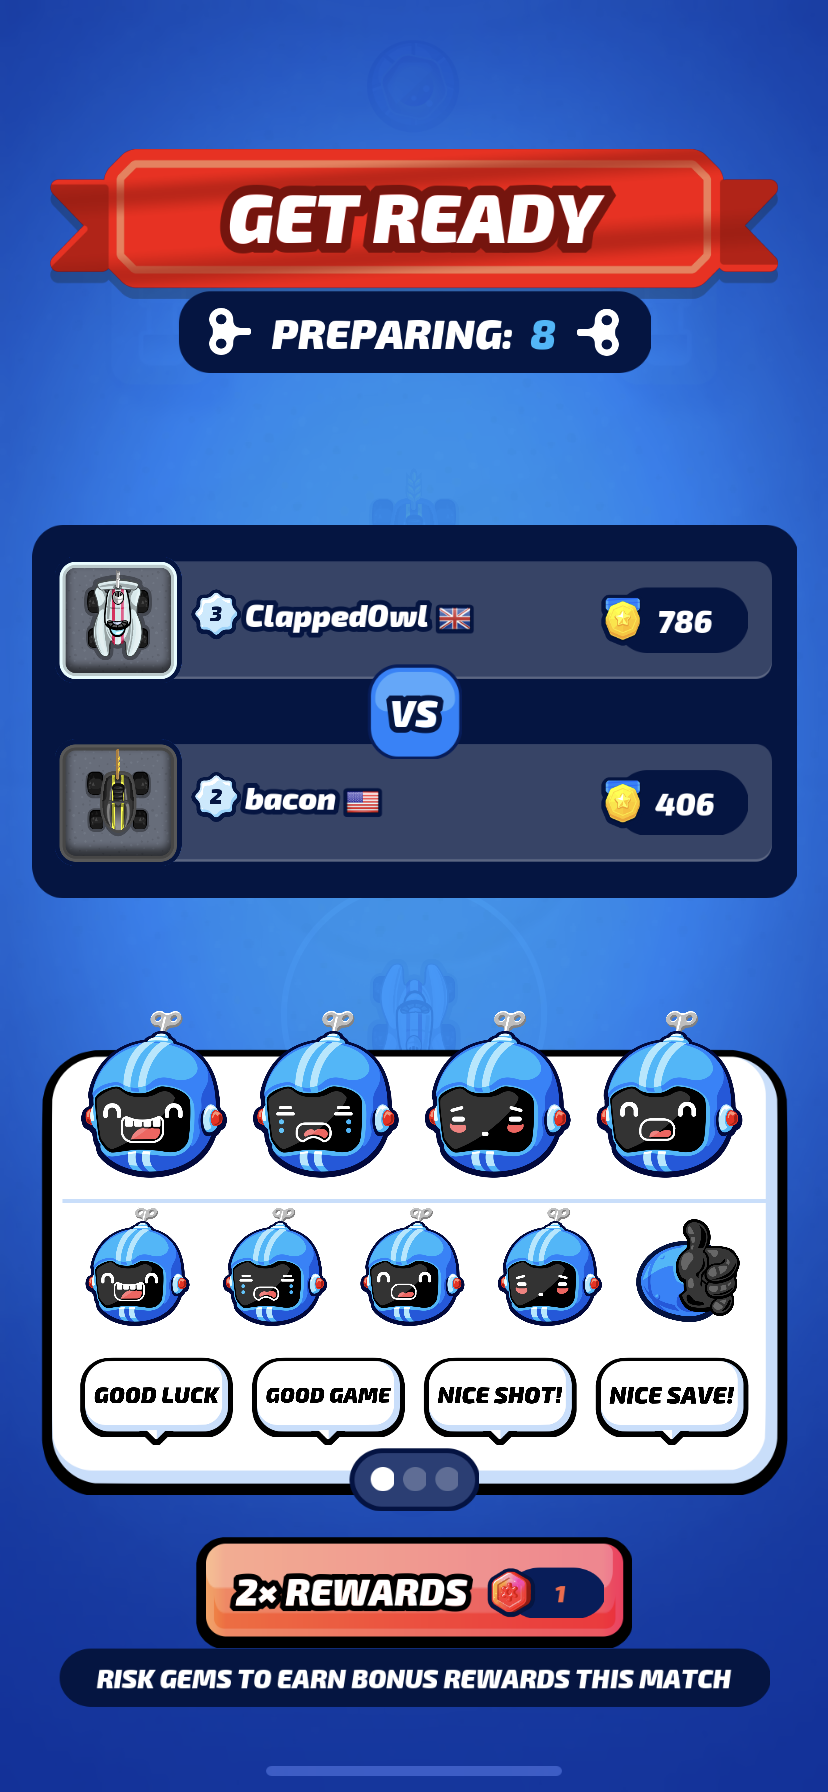 GET READY
PREPARING: 8
3 ClappedOwl 786
VS
2 bacon 406
GOOD LUCK GOOD GAME NICE SHOT! NICE SAVE!
2× REWARDS 1
RISK GEMS TO EARN BONUS REWARDS THIS MATCH